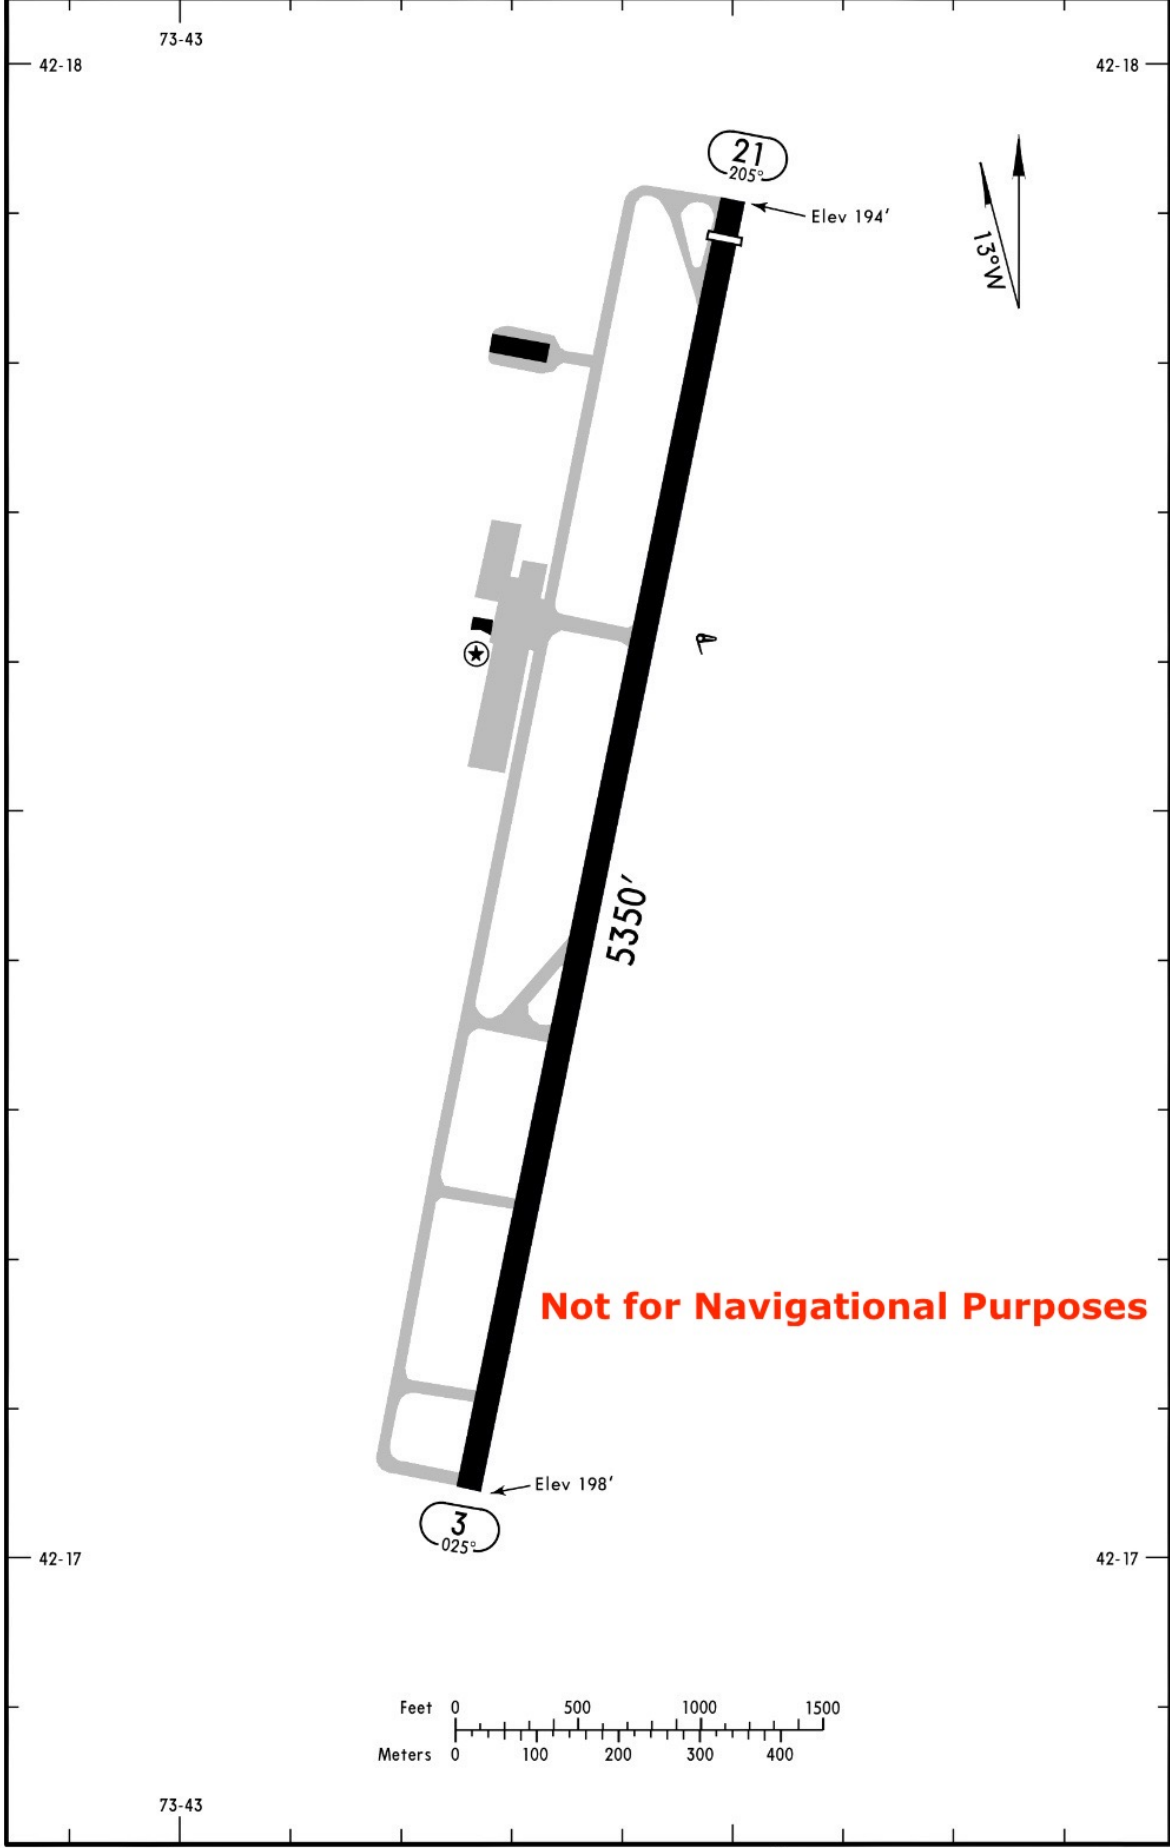 73-43
42-18
42-18
21
205°
Elev 194′
13°W
5350′
Not for Navigational Purposes
Elev 198′
3
025°
42-17
42-17
Feet 0 500 1000 1500
Meters 0 100 200 300 400
73-43